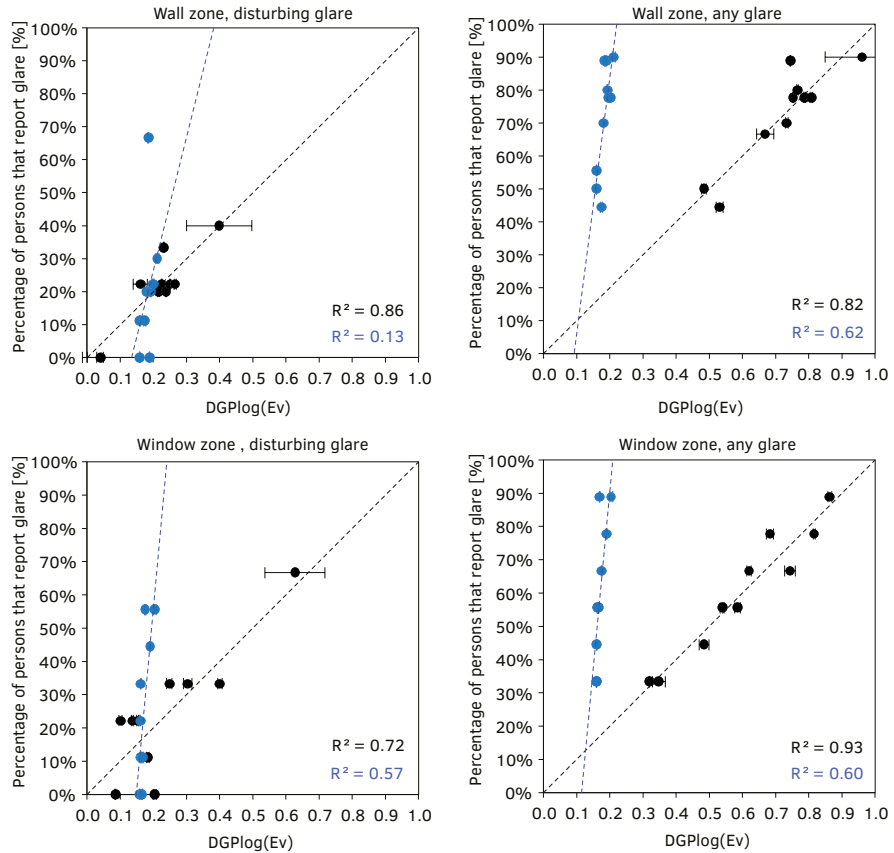 Wall zone, disturbing glare
Percentage of persons that report glare [%]
100%
90%
80%
70%
60%
50%
40%
30%
20%
10%
0%
R² = 0.86
R² = 0.13
0.0 0.1 0.2 0.3 0.4 0.5 0.6 0.7 0.8 0.9 1.0
DGPlog(Ev)
Wall zone, any glare
Percentage of persons that report glare [%]
100%
90%
80%
70%
60%
50%
40%
30%
20%
10%
0%
R² = 0.82
R² = 0.62
0.0 0.1 0.2 0.3 0.4 0.5 0.6 0.7 0.8 0.9 1.0
DGPlog(Ev)
Window zone , disturbing glare
Percentage of persons that report glare [%]
100%
90%
80%
70%
60%
50%
40%
30%
20%
10%
0%
R² = 0.72
R² = 0.57
0.0 0.1 0.2 0.3 0.4 0.5 0.6 0.7 0.8 0.9 1.0
DGPlog(Ev)
Window zone, any glare
Percentage of persons that report glare [%]
100%
90%
80%
70%
60%
50%
40%
30%
20%
10%
0%
R² = 0.93
R² = 0.60
0.0 0.1 0.2 0.3 0.4 0.5 0.6 0.7 0.8 0.9 1.0
DGPlog(Ev)